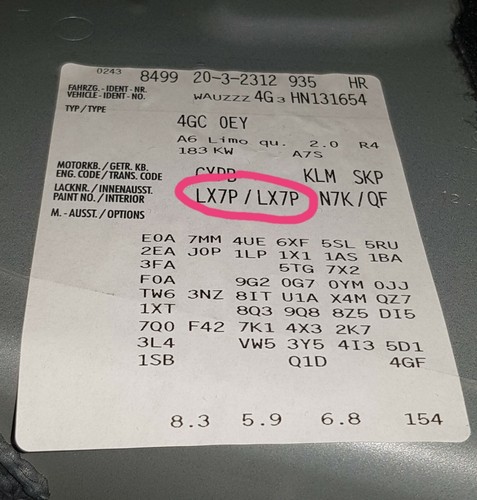 0243 8499 20-3-2312 935 HR
FAHRZG.-IDENT-NR.
VEHICLE-IDENT-NO. WAUZZZ 4G3 HN131654
TYP/TYPE
4GC 0EY
A6 Limo qu. 2.0 R4
183 KW A7S
MOTORKB./GETR. KB.
ENG. CODE/TRANS. CODE KLM SKP
LACKNR./INNENAUSST.
PAINT NO./INTERIOR LX7P / LX7P N7K / QF
M.-AUSST./OPTIONS
E0A 7MM 4UE 6XF 5SL 5RU
2EA J0P 1LP 1X1 1AS 1BA
3FA 5TG 7X2
F0A 9G2 0G7 0YM 0JJ
TW6 3NZ 8IT U1A X4M QZ7
1XT 8Q3 9Q8 8Z5 DI5
7Q0 F42 7K1 4X3 2K7
3L4 VW5 3Y5 4I3 5D1
1SB Q1D 4GF
8.3 5.9 6.8 154